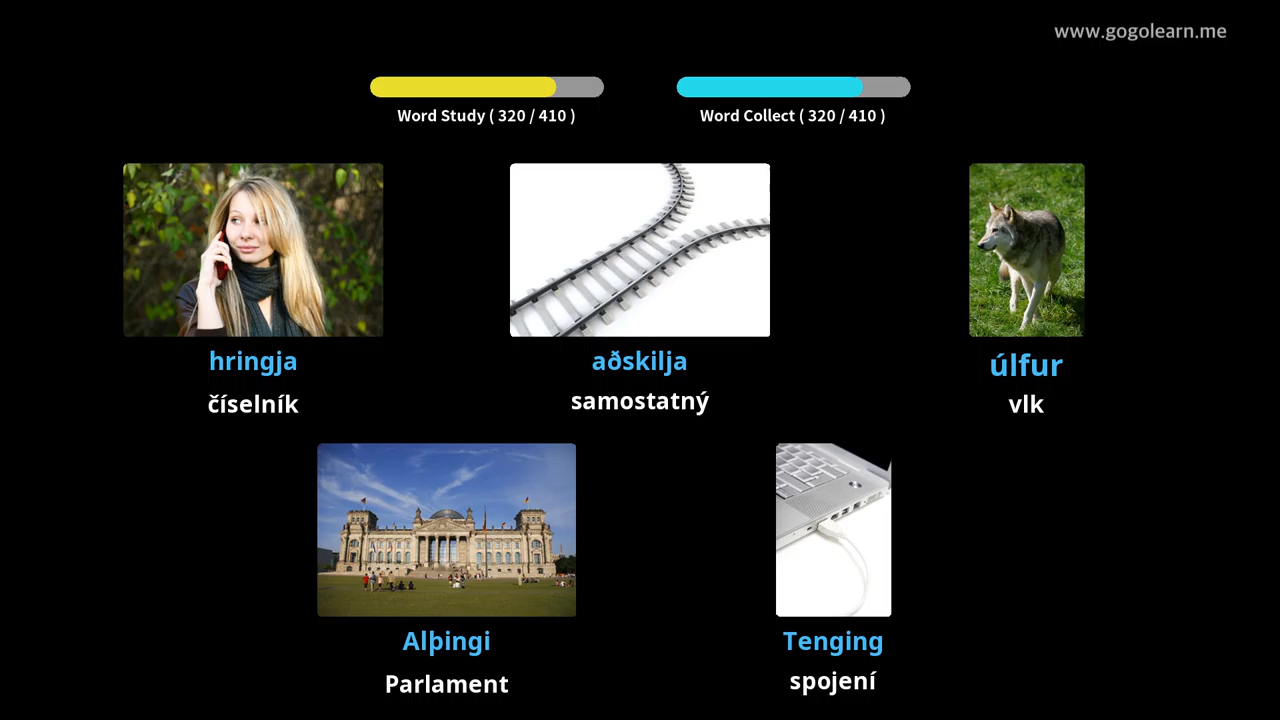 www.gogolearn.me
Word Study ( 320 / 410 )
Word Collect ( 320 / 410 )
hringja
aðskilja
úlfur
číselník
samostatný
vlk
Alþingi
Tenging
Parlament
spojení